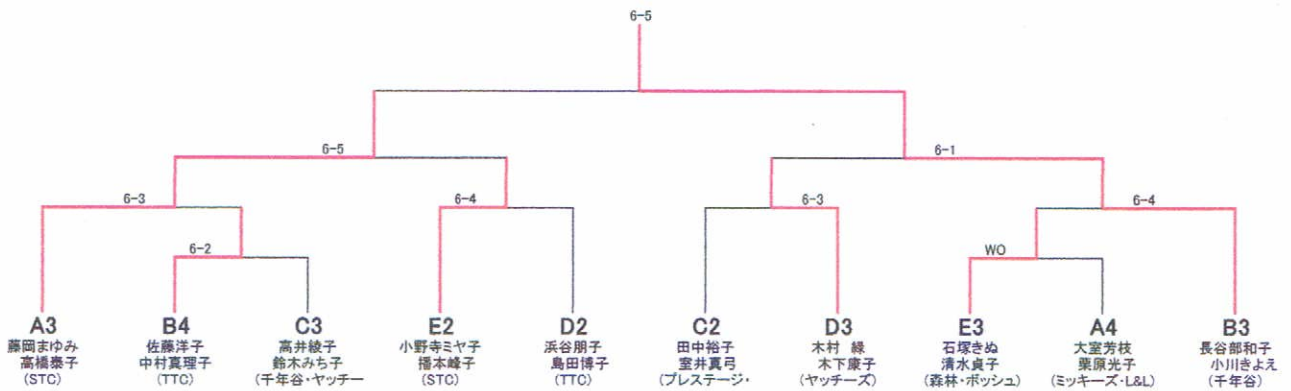 6-5
6-5
6-1
6-3
6-4
6-3
6-4
6-2
WO
A3
B4
C3
E2
D2
C2
D3
E3
A4
B3
藤岡まゆみ
佐藤洋子
高井綾子
小野寺ミヤ子
浜谷朋子
田中裕子
木村 緑
石塚きぬ
大室芳枝
長谷部和子
高橋泰子
中村真理子
鈴木みち子
播本峰子
島田博子
室井真弓
木下康子
清水貞子
栗原光子
小川きよえ
(STC)
(TTC)
(千年谷・ヤッチー
(STC)
(TTC)
(プレステージ・
(ヤッチーズ)
(森林・ボッシュ)
(ミッキーズ・L&L)
(千年谷)